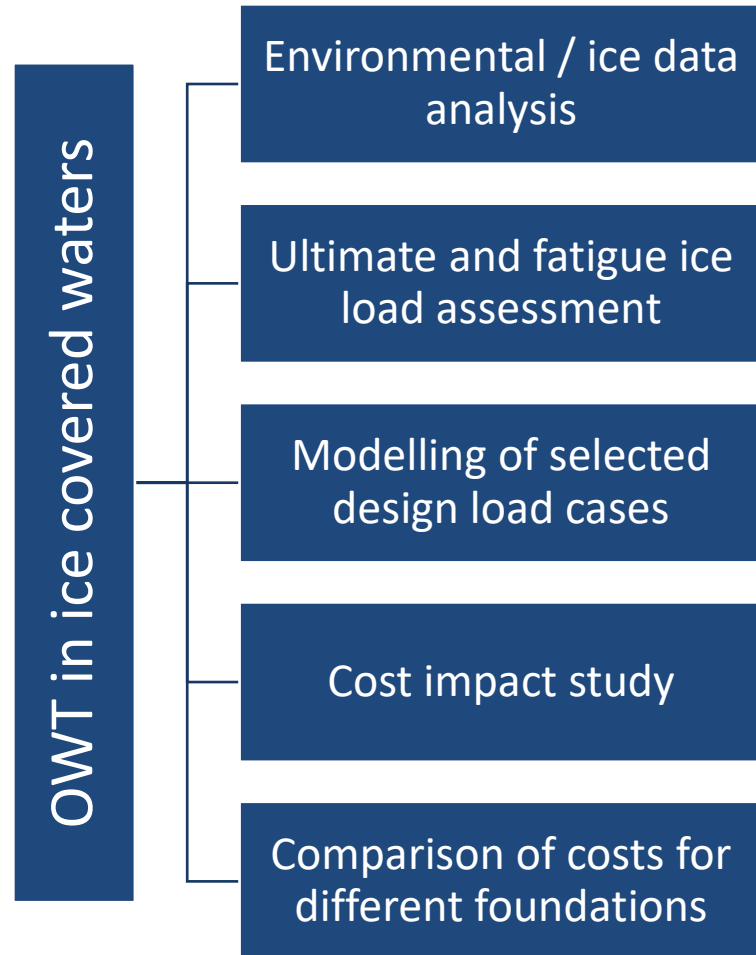 OWT in ice covered waters
Environmental / ice data
analysis
Ultimate and fatigue ice
load assessment
Modelling of selected
design load cases
Cost impact study
Comparison of costs for
different foundations